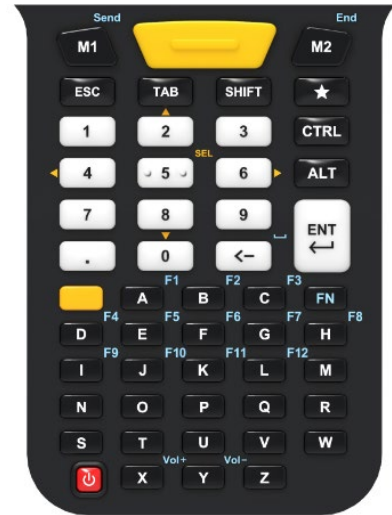 Send End
M1 M2
ESC TAB SHIFT ★
1 2 3 CTRL
SEL
4 5 6 ALT
7 8 9 ENT
. 0 <–
F1 F2 F3
A B C FN
F4 F5 F6 F7 F8
D E F G H
F9 F10 F11 F12
I J K L M
N O P Q R
S T U V W
Vol+ Vol-
X Y Z